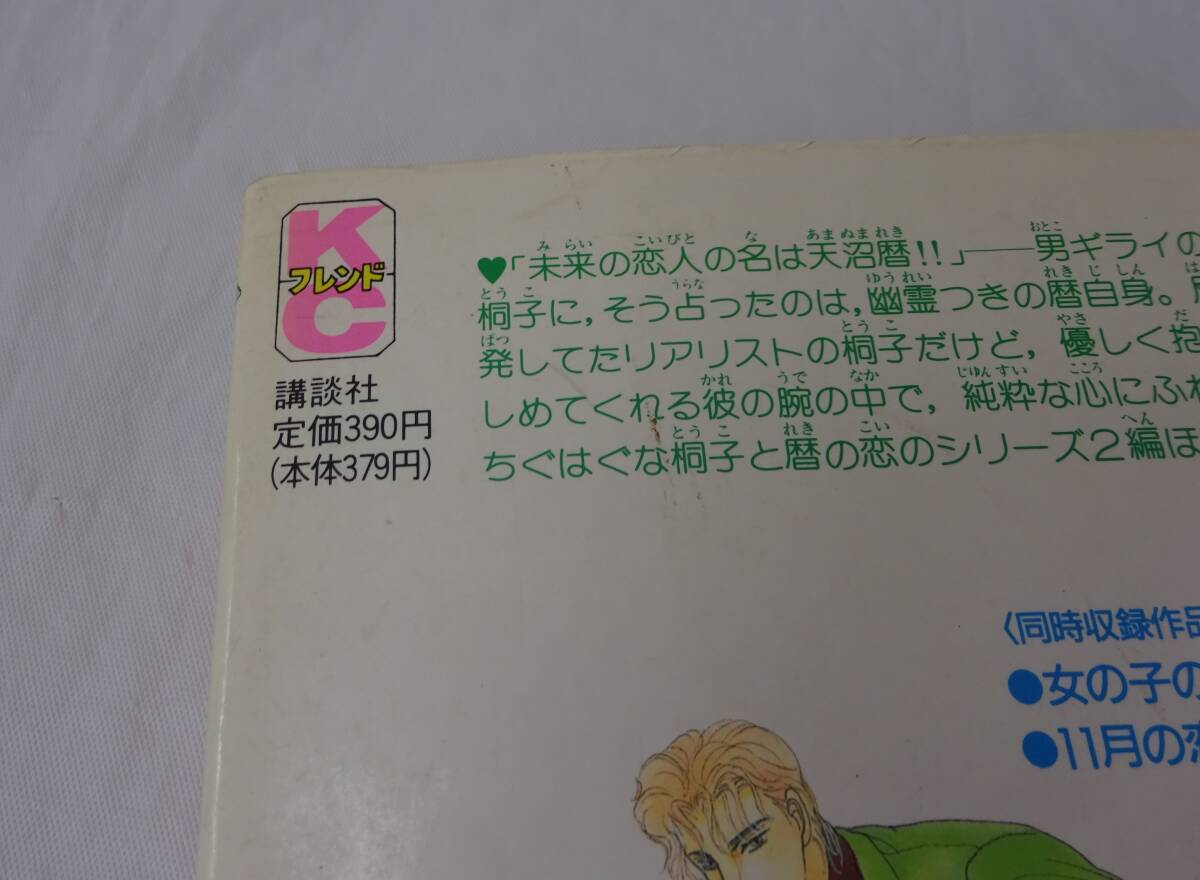 KC
フレンド
講談社
定価390円
(本体379円)
♥「未来の恋人の名は天沼暦!!」──男ギライの
桐子に,そう占ったのは,幽霊つきの暦自身。
発してたリアリストの桐子だけど,優しく抱
しめてくれる彼の腕の中で,純粋な心にふれ
ちぐはぐな桐子と暦の恋のシリーズ2編ほ
〈同時収録作品
●女の子の
●11月の恋